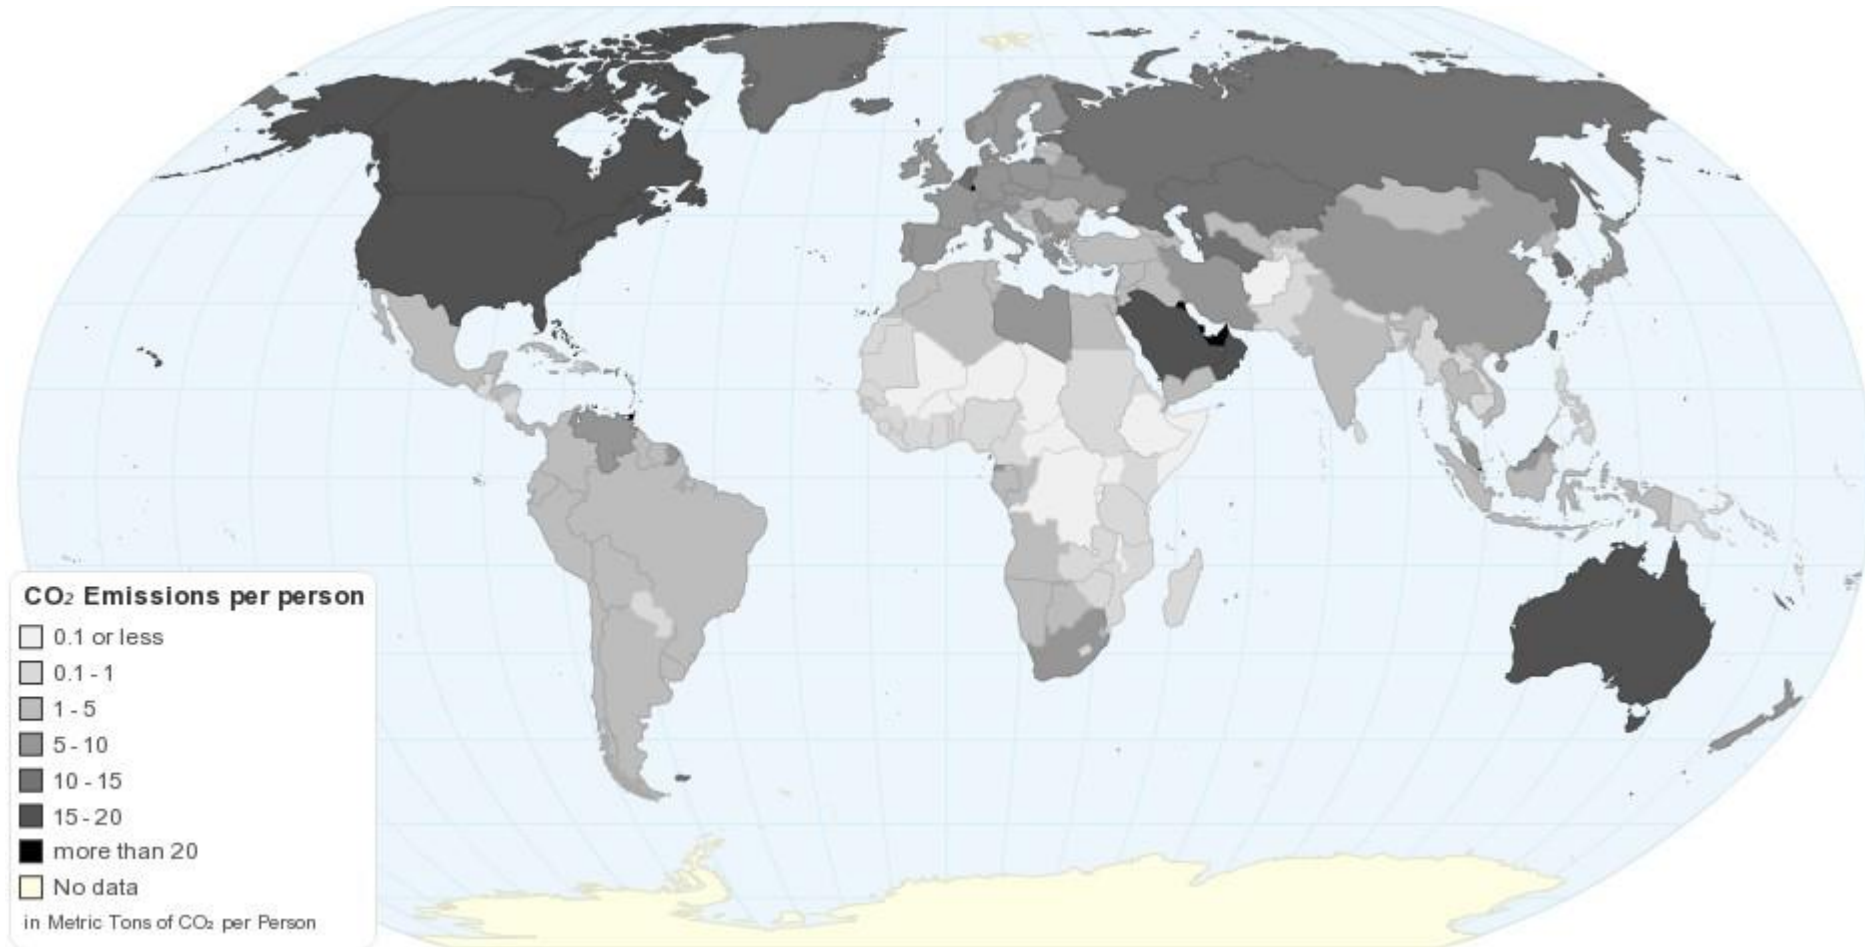 CO₂ Emissions per person
0.1 or less
0.1 - 1
1 - 5
5 - 10
10 - 15
15 - 20
more than 20
No data
in Metric Tons of CO₂ per Person